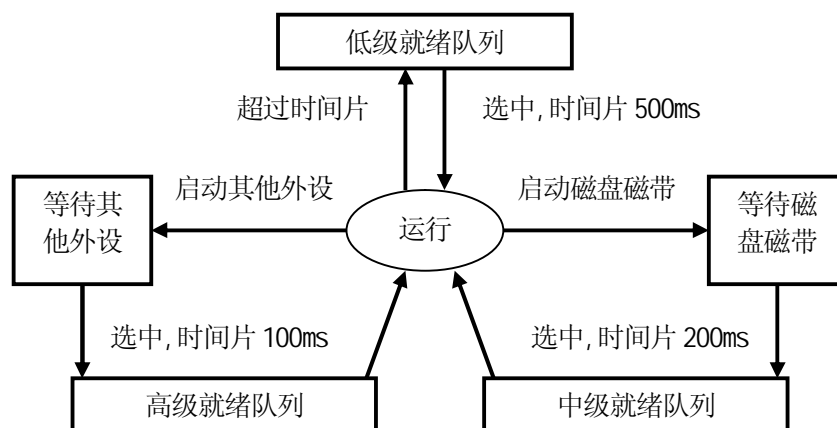 低级就绪队列
超过时间片
选中,时间片 500ms
等待其
他外设
启动其他外设
运行
启动磁盘磁带
等待磁
盘磁带
选中,时间片 100ms
选中,时间片 200ms
高级就绪队列
中级就绪队列